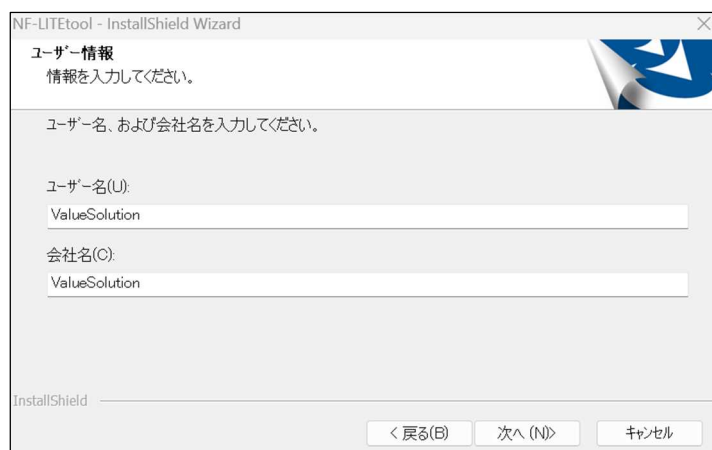 NF-LITEtool - InstallShield Wizard
ユーザー情報
情報を入力してください。
ユーザー名、および会社名を入力してください。
ユーザー名(U):
ValueSolution
会社名(C):
ValueSolution
InstallShield
< 戻る(B) 次へ (N)> キャンセル